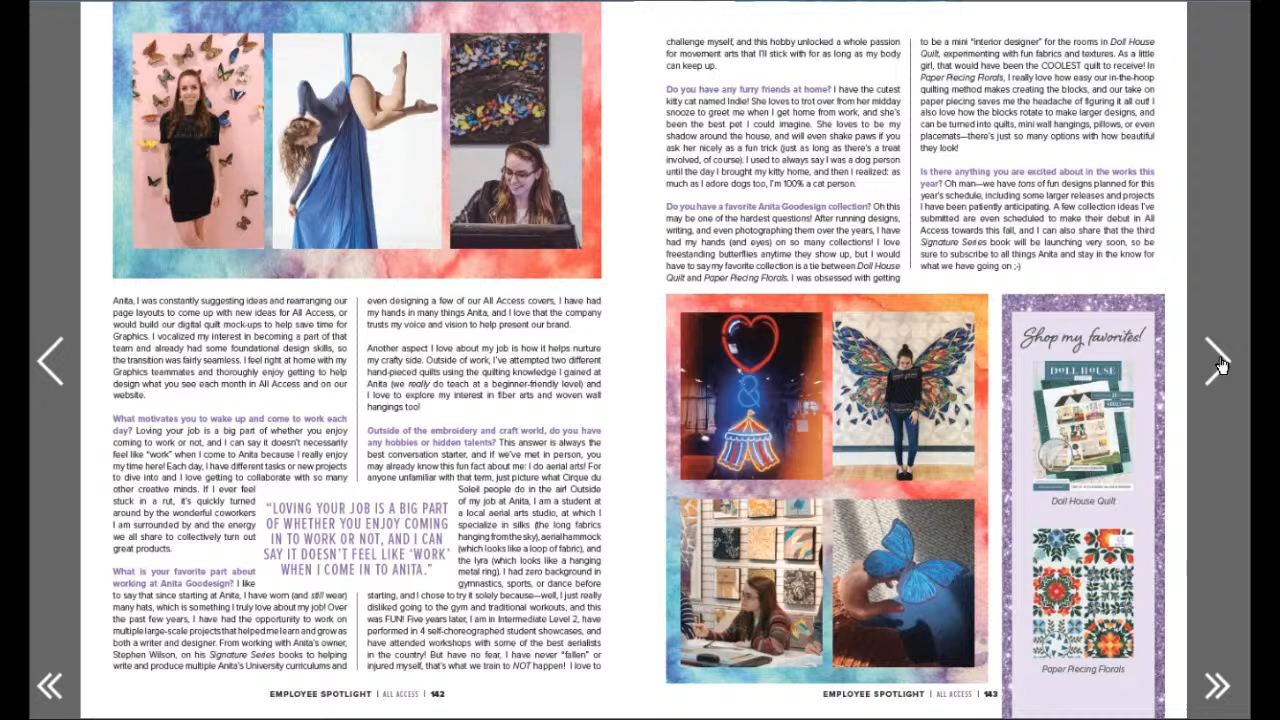 Anita, I was constantly suggesting ideas and rearranging our
page layouts to come up with new ideas for All Access, or
would build our digital quilt mock-ups to help save time for
Graphics. I vocalized my interest in becoming a part of that
team and already had some foundational design skills, so
the transition was fairly seamless. I feel right at home with my
Graphics teammates and thoroughly enjoy getting to help
design what you see each month in All Access and on our
website.
What motivates you to wake up and come to work each
day? Loving your job is a big part of whether you enjoy
coming to work or not, and I can say it doesn't necessarily
feel like "work" when I come to Anita because I really enjoy
my time here! Each day, I have different tasks or new projects
to dive into and I love getting to collaborate with so many
other creative minds. If I ever feel
stuck in a rut, it's quickly turned
around by the wonderful coworkers
I am surrounded by and the energy
we all share to collectively turn out
great products.
What is your favorite part about
working at Anita Goodesign? I like
to say that since starting at Anita, I have worn (and still wear)
many hats, which is something I truly love about my job! Over
the past few years, I have had the opportunity to work on
multiple large-scale projects that helped me learn and grow as
both a writer and designer. From working with Anita's owner,
Stephen Wilson, on his Signature Series books to helping
write and produce multiple Anita's University curriculums and
even designing a few of our All Access covers, I have had
my hands in many things Anita, and I love that the company
trusts my voice and vision to help present our brand.
Another aspect I love about my job is how it helps nurture
my crafty side. Outside of work, I've attempted two different
hand-pieced quilts using the quilting knowledge I gained at
Anita (we really do teach at a beginner-friendly level) and
I love to explore my interest in fiber arts and woven wall
hangings too!
Outside of the embroidery and craft world, do you have
any hobbies or hidden talents? This answer is always the
best conversation starter, and if we've met in person, you
may already know this fun fact about me: I do aerial arts! For
anyone unfamiliar with that term, just picture what Cirque du
Soleil people do in the air! Outside
of my job at Anita, I am a student at
a local aerial arts studio, at which I
specialize in silks (the long fabrics
hanging from the sky), aerial hammock
(which looks like a loop of fabric), and
the lyra (which looks like a hanging
metal ring). I had zero background in
gymnastics, sports, or dance before
starting, and I chose to try it solely because—well, I just really
disliked going to the gym and traditional workouts, and this
was FUN! Five years later, I am in Intermediate Level 2, have
performed in 4 self-choreographed student showcases, and
have attended workshops with some of the best aerialists
in the country! But have no fear, I have never "fallen" or
injured myself, that's what we train to NOT happen! I love to
"LOVING YOUR JOB IS A BIG PART
OF WHETHER YOU ENJOY COMING
IN TO WORK OR NOT, AND I CAN
SAY IT DOESN'T FEEL LIKE 'WORK'
WHEN I COME IN TO ANITA."
EMPLOYEE SPOTLIGHT | ALL ACCESS | 142
challenge myself, and this hobby unlocked a whole passion
for movement arts that I'll stick with for as long as my body
can keep up.
Do you have any furry friends at home? I have the cutest
kitty cat named Indie! She loves to trot over from her midday
snooze to greet me when I get home from work, and she's
been the best pet I could imagine. She loves to be my
shadow around the house, and will even shake paws if you
ask her nicely as a fun trick (just as long as there's a treat
involved, of course). I used to always say I was a dog person
until the day I brought my kitty home, and then I realized: as
much as I adore dogs too, I'm 100% a cat person.
Do you have a favorite Anita Goodesign collection? Oh this
may be one of the hardest questions! After running designs,
writing, and even photographing them over the years, I have
had my hands (and eyes) on so many collections! I love
freestanding butterflies anytime they show up, but I would
have to say my favorite collection is a tie between Doll House
Quilt and Paper Piecing Florals. I was obsessed with getting
to be a mini "interior designer" for the rooms in Doll House
Quilt, experimenting with fun fabrics and textures. As a little
girl, that would have been the COOLEST quilt to receive! In
Paper Piecing Florals, I really love how easy our in-the-hoop
quilting method makes creating the blocks, and our take on
paper piecing saves me the headache of figuring it all out! I
also love how the blocks rotate to make larger designs, and
can be turned into quilts, mini wall hangings, pillows, or even
placemats—there's just so many options with how beautiful
they look!
Is there anything you are excited about in the works this
year? Oh man—we have tons of fun designs planned for this
year's schedule, including some larger releases and projects
I have been patiently anticipating. A few collection ideas I've
submitted are even scheduled to make their debut in All
Access towards this fall, and I can also share that the third
Signature Series book will be launching very soon, so be
sure to subscribe to all things Anita and stay in the know for
what we have going on ;-)
Shop my favorites!
DOLL HOUSE
Doll House Quilt
Paper Piecing Florals
EMPLOYEE SPOTLIGHT | ALL ACCESS | 143